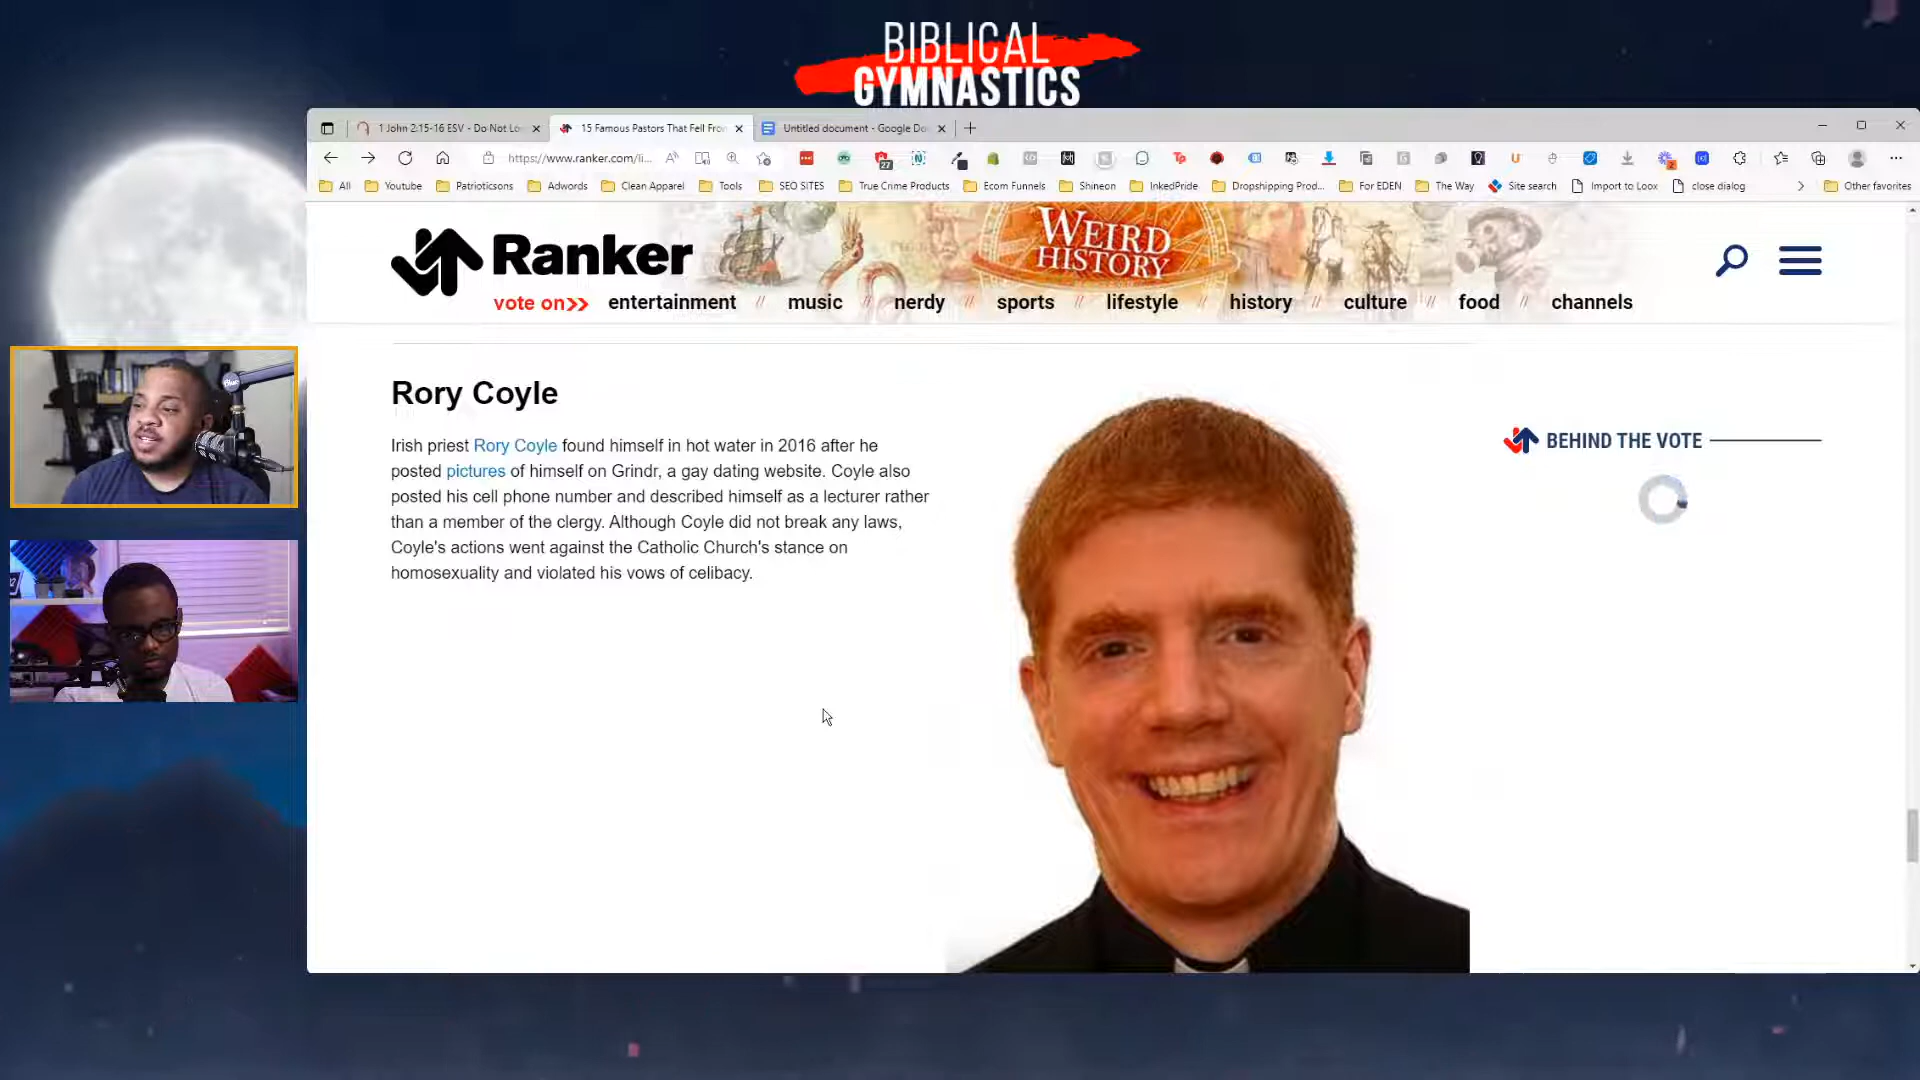 BIBLICAL
GYMNASTICS
1 John 2:15-16 ESV - Do Not Lo
15 Famous Pastors That Fell Fro
Untitled document - Google Do
https://www.ranker.com/li...
27
2
All
Youtube
Patrioticsons
Adwords
Clean Apparel
Tools
SEO SITES
True Crime Products
Ecom Funnels
Shineon
InkedPride
Dropshipping Prod...
For EDEN
The Way
Site search
Import to Loox
close dialog
Other favorites
Ranker
WEIRD
HISTORY
vote on>> entertainment // music // nerdy // sports // lifestyle // history // culture // food // channels
Rory Coyle
Irish priest Rory Coyle found himself in hot water in 2016 after he
posted pictures of himself on Grindr, a gay dating website. Coyle also
posted his cell phone number and described himself as a lecturer rather
than a member of the clergy. Although Coyle did not break any laws,
Coyle's actions went against the Catholic Church's stance on
homosexuality and violated his vows of celibacy.
BEHIND THE VOTE
Blue